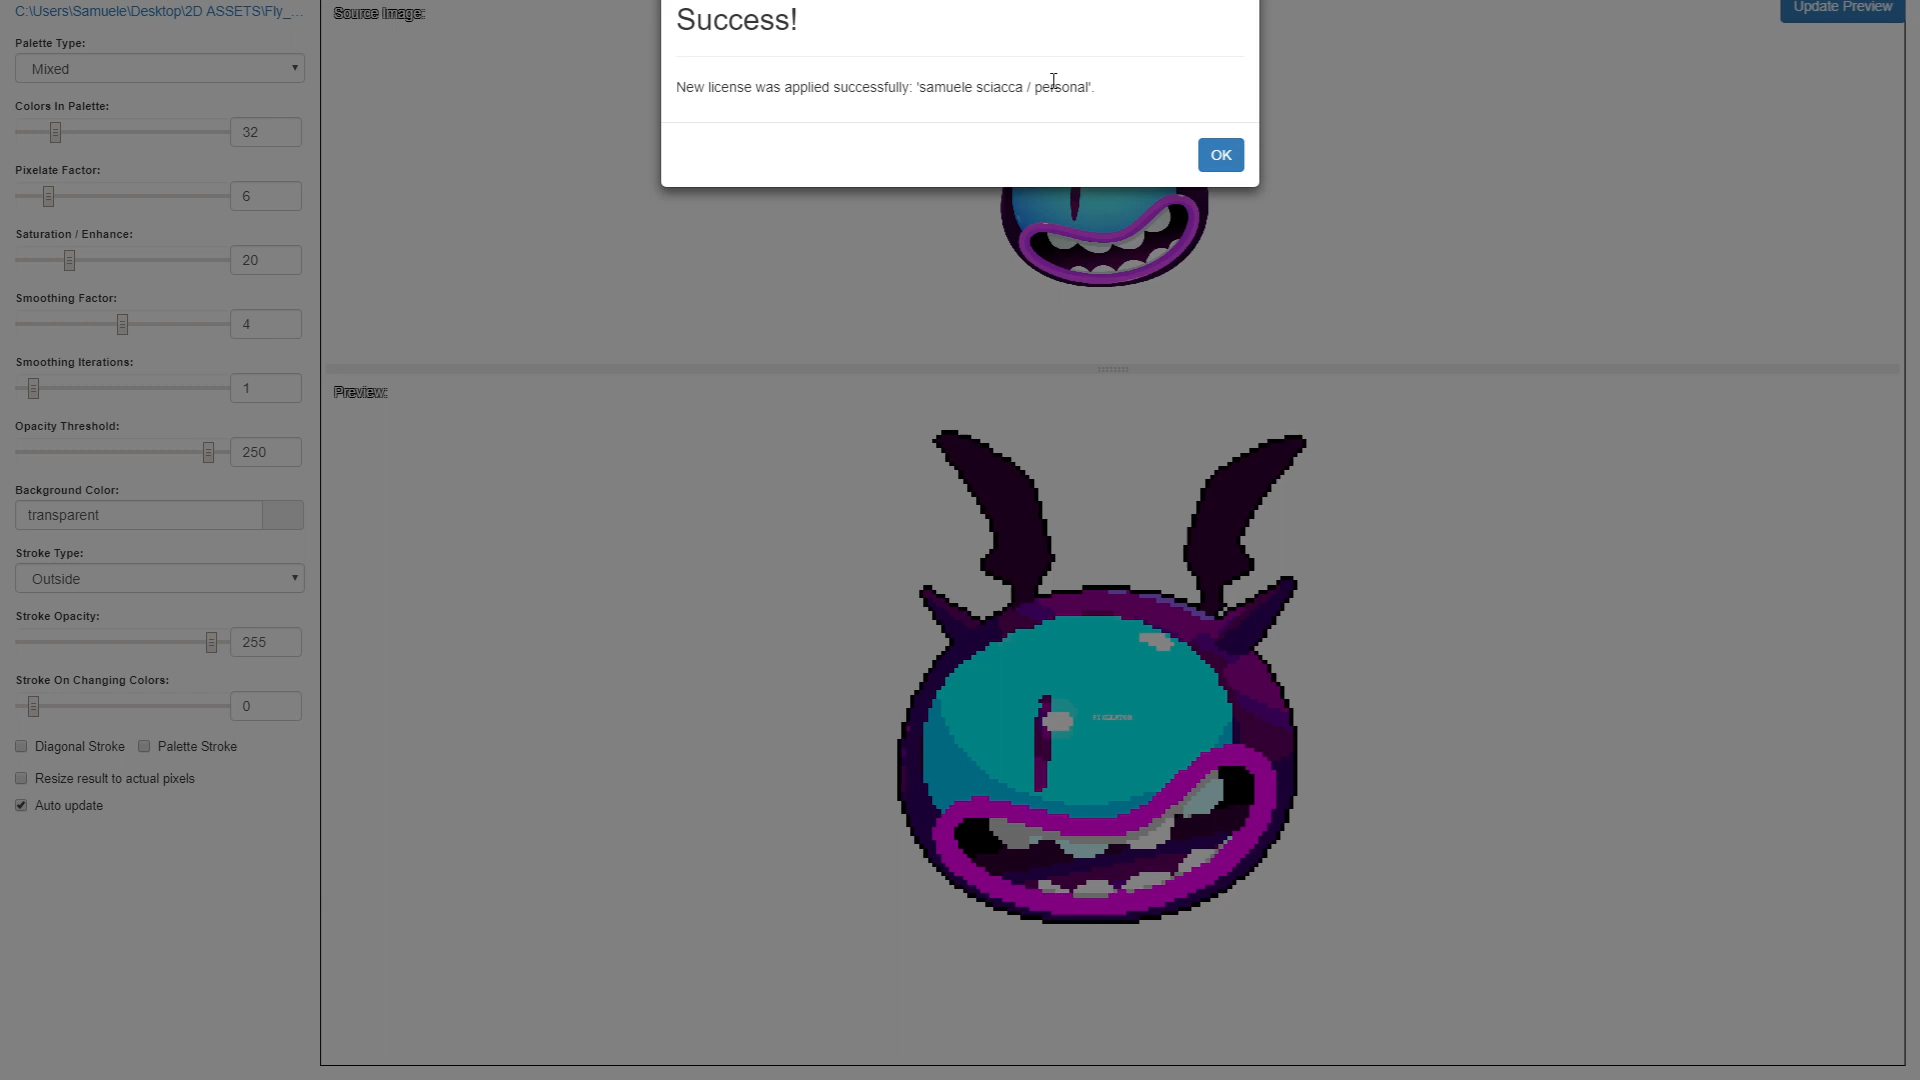 C:\Users\Samuele\Desktop\2D ASSETS\Fly_...
Palette Type:
Mixed
Colors In Palette:
32
Pixelate Factor:
6
Saturation / Enhance:
20
Smoothing Factor:
4
Smoothing Iterations:
1
Opacity Threshold:
250
Background Color:
transparent
Stroke Type:
Outside
Stroke Opacity:
255
Stroke On Changing Colors:
0
Diagonal Stroke
Palette Stroke
Resize result to actual pixels
Auto update
Source Image:
Update Preview
Success!
New license was applied successfully: 'samuele sciacca / personal'.
OK
Preview: